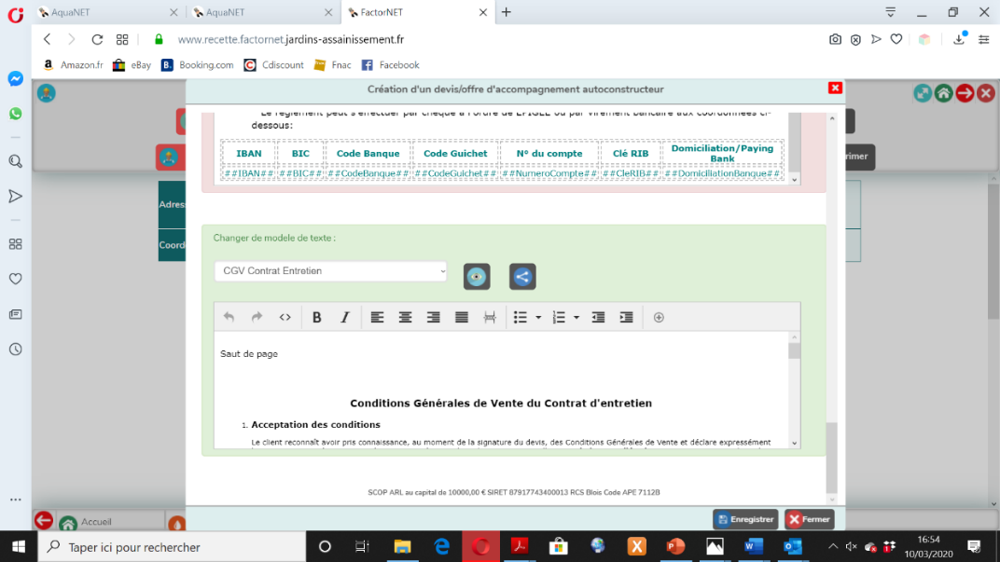 AquaNET
AquaNET
FactorNET
www.recette.factornet.jardins-assainissement.fr
Amazon.fr eBay Booking.com Cdiscount Fnac Facebook
Création d'un devis/offre d'accompagnement autoconstructeur
Le règlement peut s'effectuer par chèque à l'ordre de EPIGEE ou par virement bancaire aux coordonnées ci-
dessous:
IBAN BIC Code Banque Code Guichet N° du compte Clé RIB Domiciliation/Paying Bank
##IBAN## ##BIC## ##CodeBanque## ##CodeGuichet## ##NumeroCompte## ##CleRIB## ##DomiciliationBanque##
rimer
Adres
Coord
Changer de modele de texte :
CGV Contrat Entretien
Saut de page
Conditions Générales de Vente du Contrat d'entretien
1. Acceptation des conditions
Le client reconnaît avoir pris connaissance, au moment de la signature du devis, des Conditions Générales de Vente et déclare expressément
SCOP ARL au capital de 10000,00 € SIRET 87917743400013 RCS Blois Code APE 7112B
Enregistrer Fermer
Accueil
Taper ici pour rechercher
16:54
10/03/2020